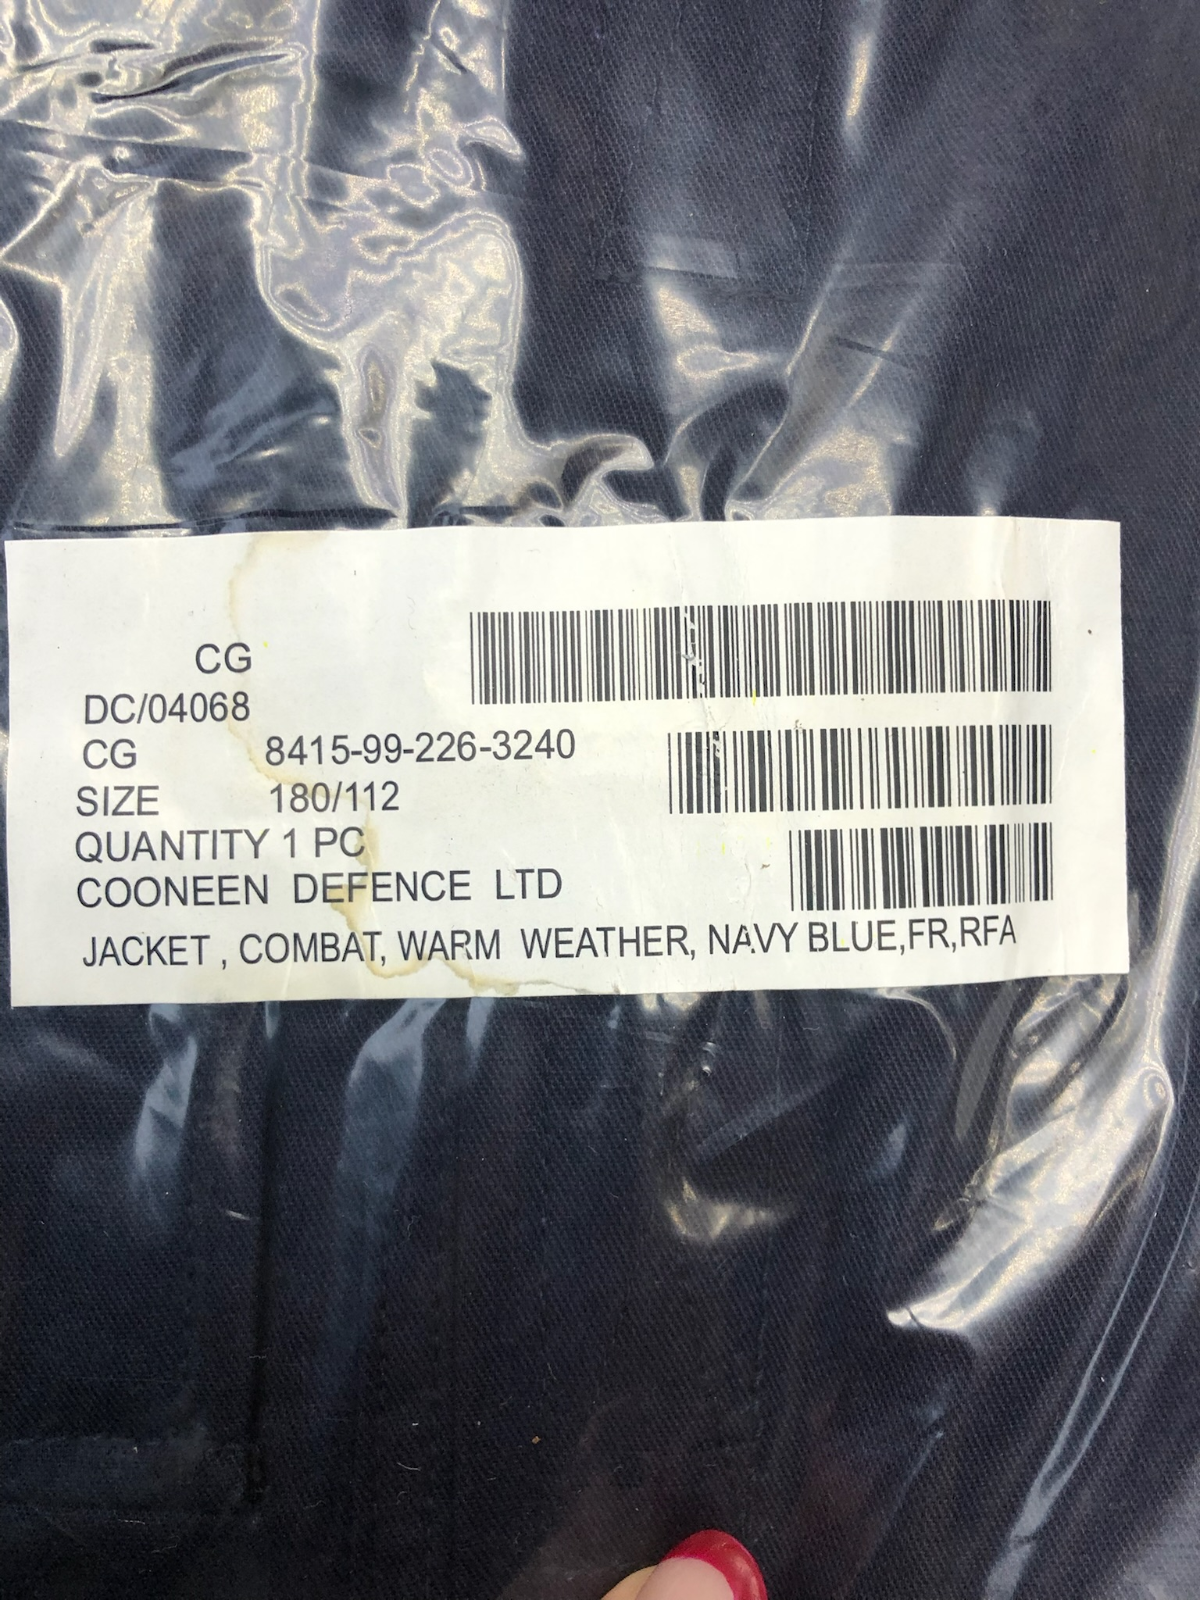 CG
DC/04068
CG 8415-99-226-3240
SIZE 180/112
QUANTITY 1 PC
COONEEN DEFENCE LTD
JACKET , COMBAT, WARM WEATHER, NAVY BLUE,FR,RFA